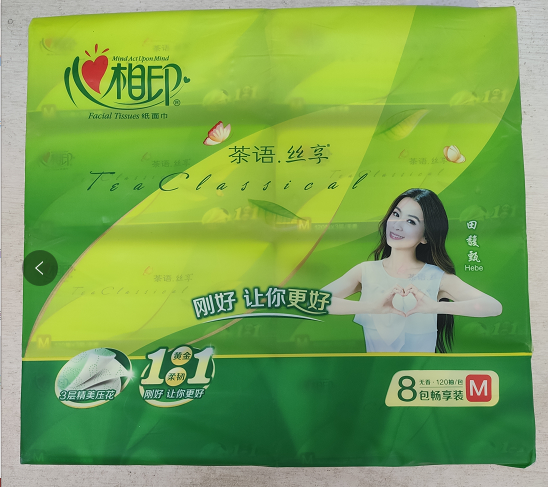 Mind Act Upon Mind
心相印®
Facial Tissues 纸面巾
茶语.丝享
Tea Classical
田馥甄
Hebe
刚好 让你更好
3层精美压花
1:1
黄金
柔韧
刚好 让你更好
无香·120抽/包
8包畅享装
M